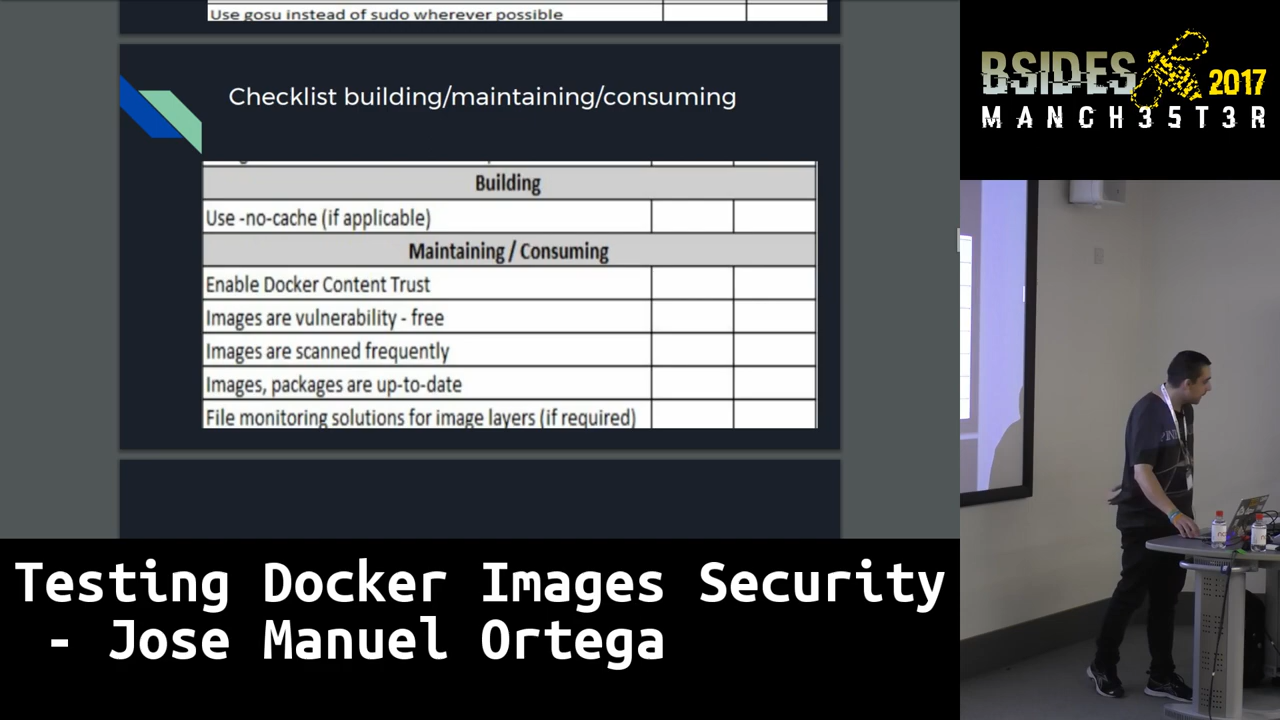 Use gosu instead of sudo wherever possible
Checklist building/maintaining/consuming
Building
Use -no-cache (if applicable)
Maintaining / Consuming
Enable Docker Content Trust
Images are vulnerability - free
Images are scanned frequently
Images, packages are up-to-date
File monitoring solutions for image layers (if required)
BSIDES 2017
MANCH35T3R
Testing Docker Images Security
- Jose Manuel Ortega